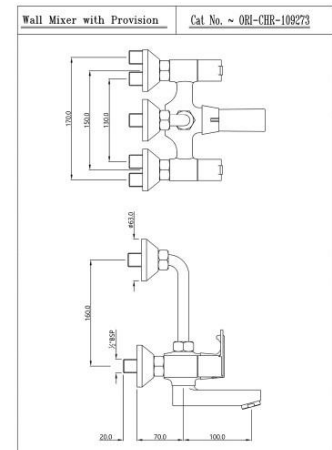 Wall Mixer with Provision
Cat No. ~ ORI-CHR-109273
170.0
150.0
130.0
ø63.0
160.0
½"BSP
20.0
70.0
100.0